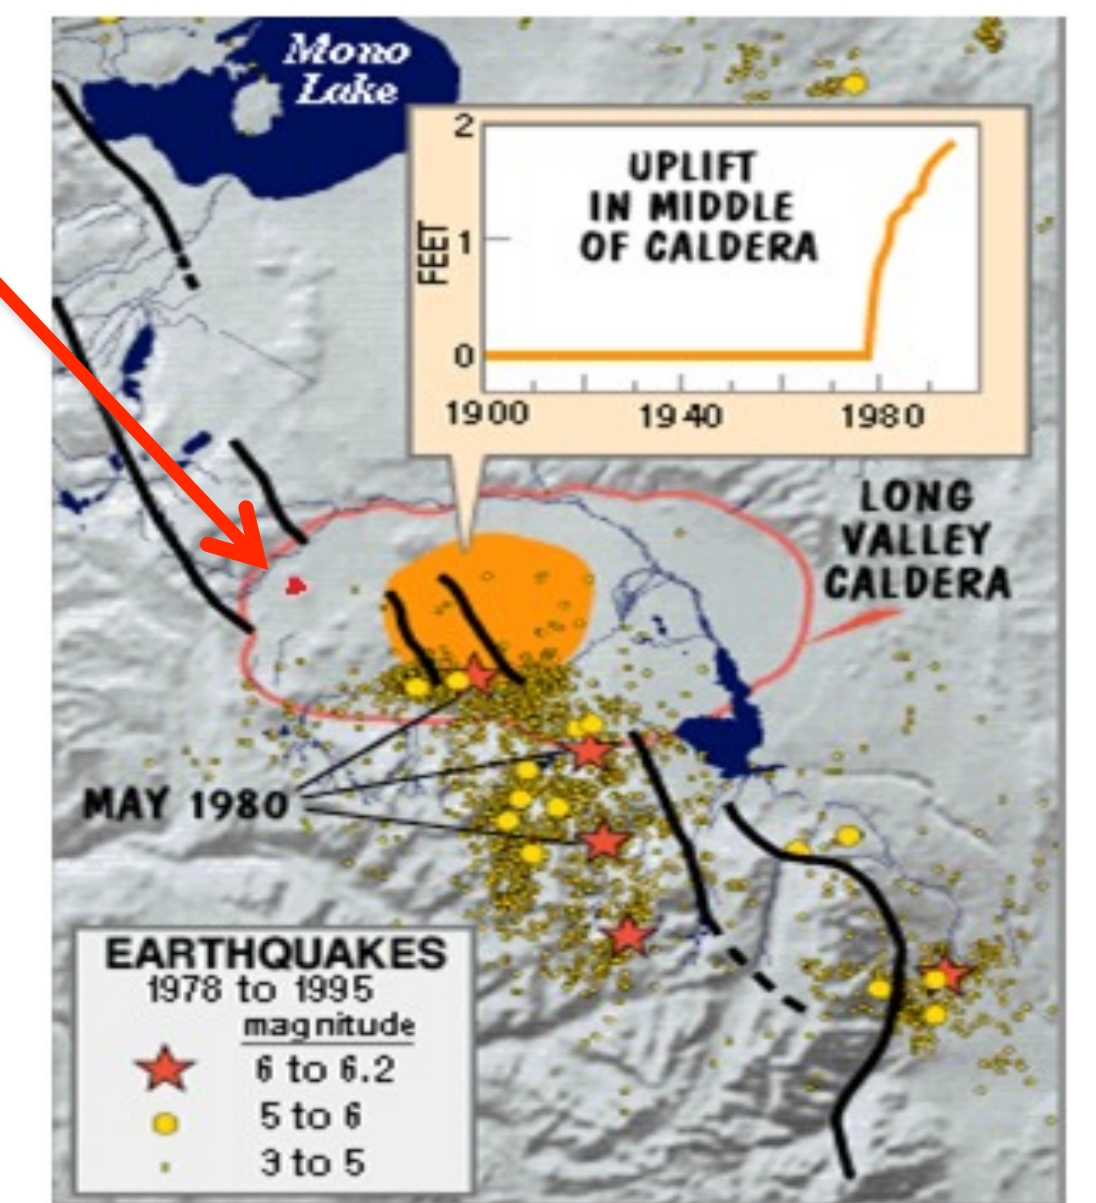 Mono
Lake
2
UPLIFT
IN MIDDLE
OF CALDERA
FEET
1
0
1900 1940 1980
LONG
VALLEY
CALDERA
MAY 1980
EARTHQUAKES
1978 to 1995
magnitude
6 to 6.2
5 to 6
3 to 5